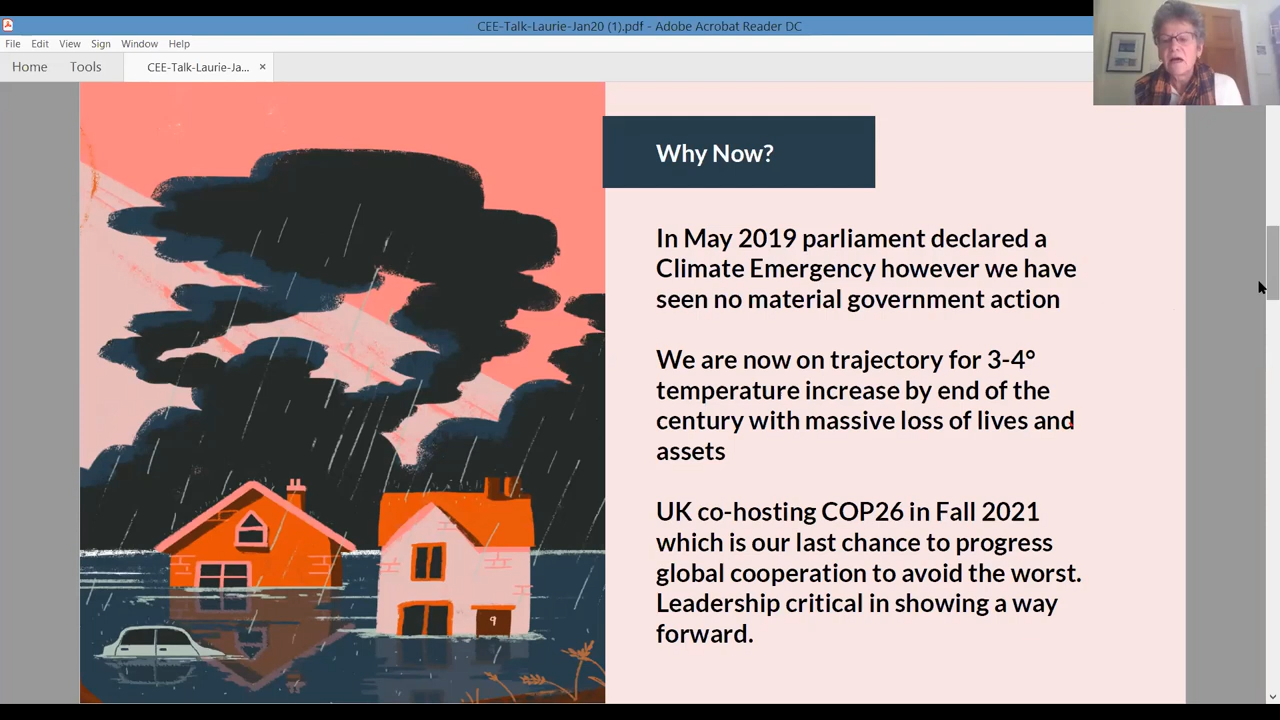 CEE-Talk-Laurie-Jan20 (1).pdf - Adobe Acrobat Reader DC
File Edit View Sign Window Help
Home Tools CEE-Talk-Laurie-Ja... ×
Why Now?
In May 2019 parliament declared a
Climate Emergency however we have
seen no material government action
We are now on trajectory for 3-4°
temperature increase by end of the
century with massive loss of lives and
assets
UK co-hosting COP26 in Fall 2021
which is our last chance to progress
global cooperation to avoid the worst.
Leadership critical in showing a way
forward.
9